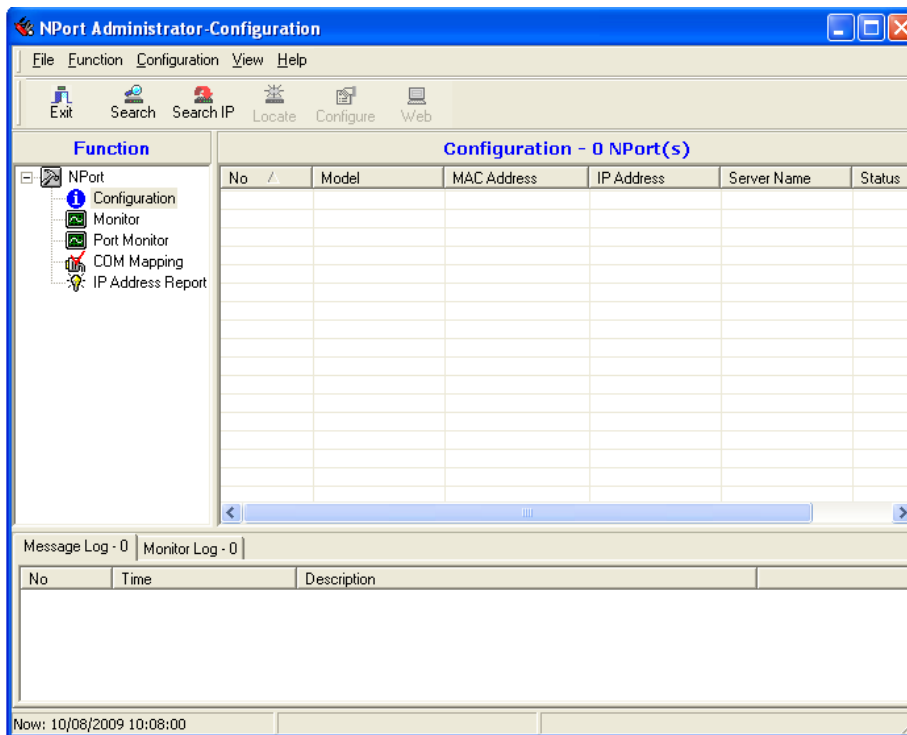 NPort Administrator-Configuration
File Function Configuration View Help
Exit Search Search IP Locate Configure Web
Function
Configuration - 0 NPort(s)
NPort
Configuration
Monitor
Port Monitor
COM Mapping
IP Address Report
No Model MAC Address IP Address Server Name Status
Message Log - 0 Monitor Log - 0
No Time Description
Now: 10/08/2009 10:08:00